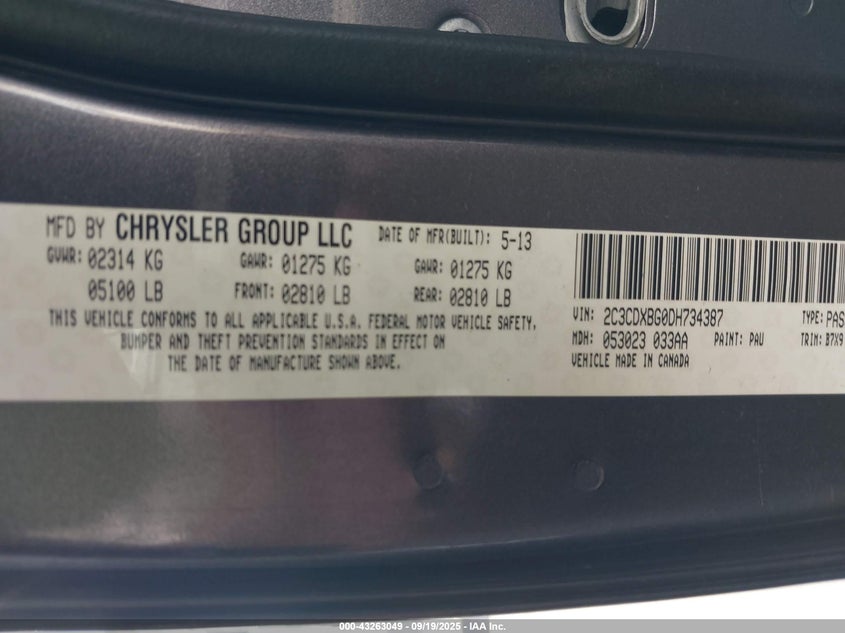 MFD BY CHRYSLER GROUP LLC DATE OF MFR(BUILT): 5-13
GVWR: 02314 KG GAWR: 01275 KG GAWR: 01275 KG
05100 LB FRONT: 02810 LB REAR: 02810 LB
THIS VEHICLE CONFORMS TO ALL APPLICABLE U.S.A. FEDERAL MOTOR VEHICLE SAFETY,
BUMPER AND THEFT PREVENTION STANDARDS IN EFFECT ON
THE DATE OF MANUFACTURE SHOWN ABOVE.
VIN: 2C3CDXBG0DH734387 TYPE: PAS
MDH: 053023 033AA PAINT: PAU TRIM: B7X9
VEHICLE MADE IN CANADA
000-43263049 - 09/19/2025 - IAA Inc.